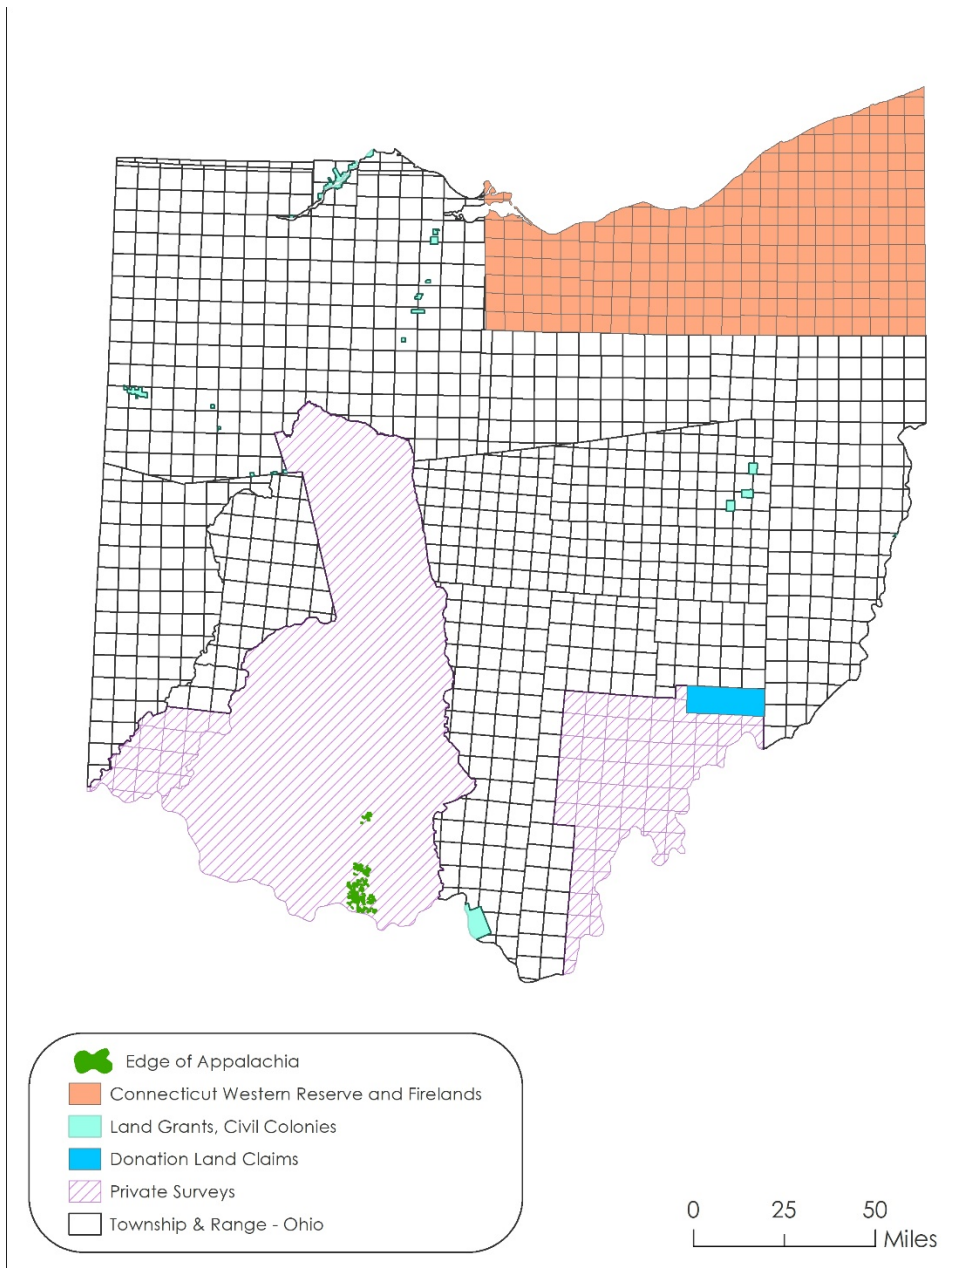 Edge of Appalachia
Connecticut Western Reserve and Firelands
Land Grants, Civil Colonies
Donation Land Claims
Private Surveys
Township & Range - Ohio
0 25 50
Miles